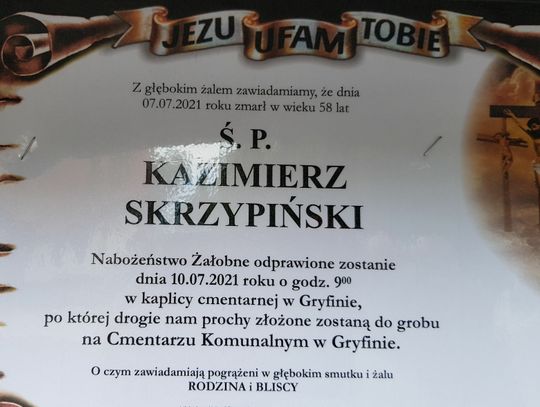 JEZU UFAM TOBIE
Z głębokim żalem zawiadamiamy, że dnia
07.07.2021 roku zmarł w wieku 58 lat
Ś. P.
KAZIMIERZ
SKRZYPIŃSKI
Nabożeństwo Żałobne odprawione zostanie
dnia 10.07.2021 roku o godz. 9⁰⁰
w kaplicy cmentarnej w Gryfinie,
po której drogie nam prochy złożone zostaną do grobu
na Cmentarzu Komunalnym w Gryfinie.
O czym zawiadamiają pogrążeni w głębokim smutku i żalu
RODZINA i BLISCY